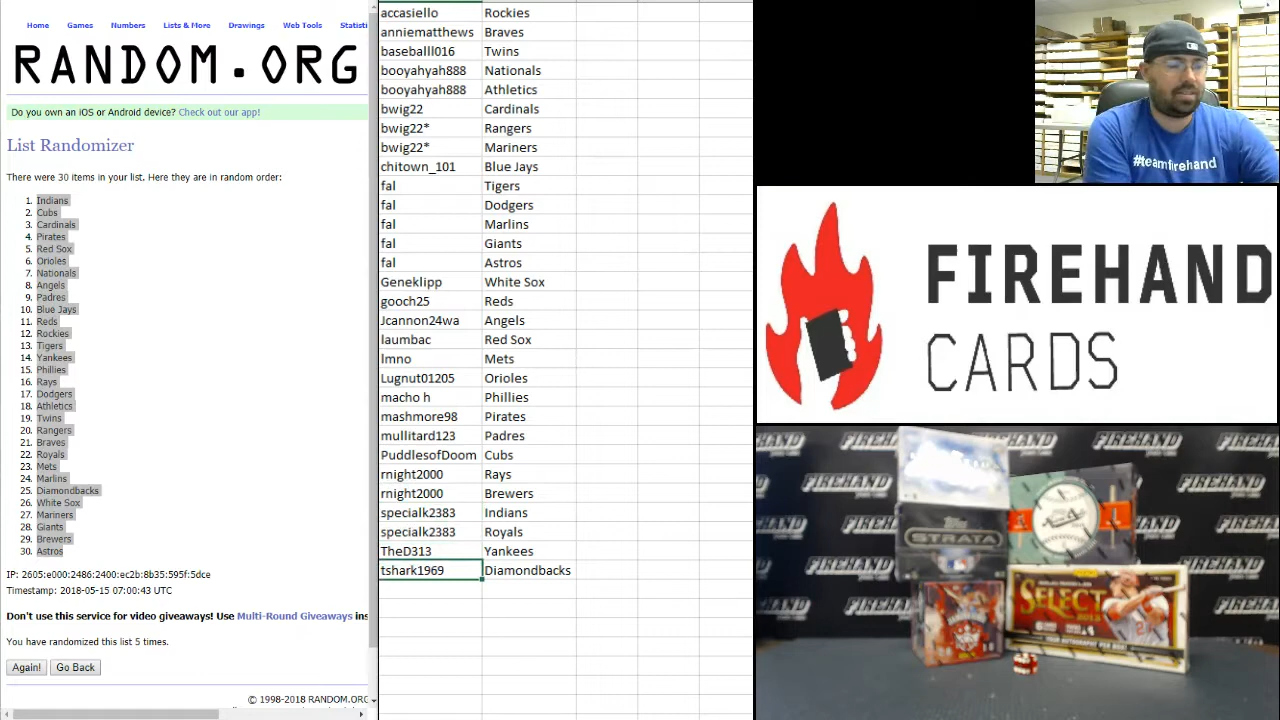 Home Games Numbers Lists & More Drawings Web Tools Statisti
RANDOM.ORG
Do you own an iOS or Android device? Check out our app!
List Randomizer
There were 30 items in your list. Here they are in random order:
1. Indians
2. Cubs
3. Cardinals
4. Pirates
5. Red Sox
6. Orioles
7. Nationals
8. Angels
9. Padres
10. Blue Jays
11. Reds
12. Rockies
13. Tigers
14. Yankees
15. Phillies
16. Rays
17. Dodgers
18. Athletics
19. Twins
20. Rangers
21. Braves
22. Royals
23. Mets
24. Marlins
25. Diamondbacks
26. White Sox
27. Mariners
28. Giants
29. Brewers
30. Astros
IP: 2605:e000:2486:2400:ec2b:8b35:595f:5dce
Timestamp: 2018-05-15 07:00:43 UTC
Don't use this service for video giveaways! Use Multi-Round Giveaways ins
You have randomized this list 5 times.
Again! Go Back
© 1998-2018 RANDOM.ORG
accasiello Rockies
anniematthews Braves
baseballl016 Twins
booyahyah888 Nationals
booyahyah888 Athletics
bwig22 Cardinals
bwig22* Rangers
bwig22* Mariners
chitown_101 Blue Jays
fal Tigers
fal Dodgers
fal Marlins
fal Giants
fal Astros
Geneklipp White Sox
gooch25 Reds
Jcannon24wa Angels
laumbac Red Sox
lmno Mets
Lugnut01205 Orioles
macho h Phillies
mashmore98 Pirates
mullitard123 Padres
PuddlesofDoom Cubs
rnight2000 Rays
rnight2000 Brewers
specialk2383 Indians
specialk2383 Royals
TheD313 Yankees
tshark1969 Diamondbacks
#teamfirehand
FIREHAND
CARDS
FIREHAND
FIREHAND
FIREHAND
topps
STRATA
SELECT
2013